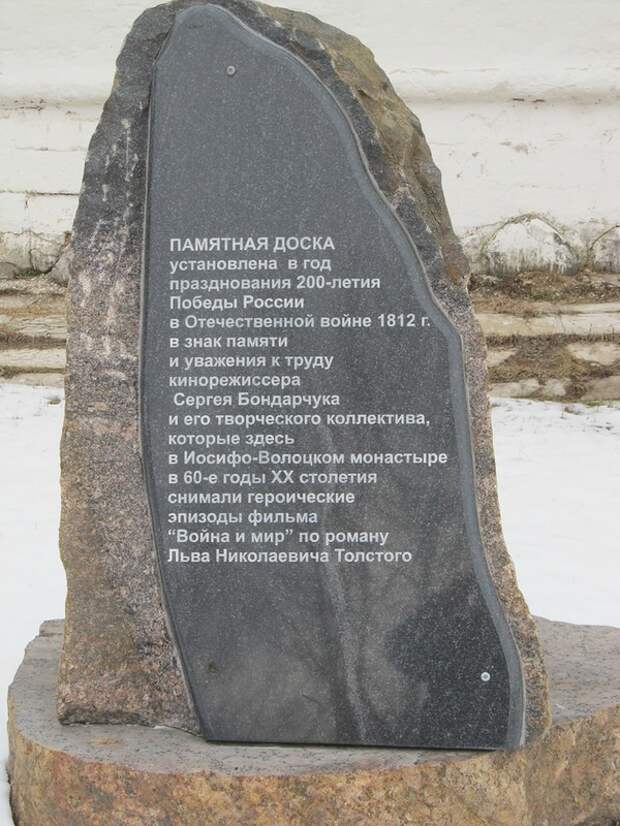 ПАМЯТНАЯ ДОСКА
установлена в год
празднования 200-летия
Победы России
в Отечественной войне 1812 г.
в знак памяти
и уважения к труду
кинорежиссера
Сергея Бондарчука
и его творческого коллектива,
которые здесь
в Иосифо-Волоцком монастыре
в 60-е годы XX столетия
снимали героические
эпизоды фильма
“Война и мир” по роману
Льва Николаевича Толстого